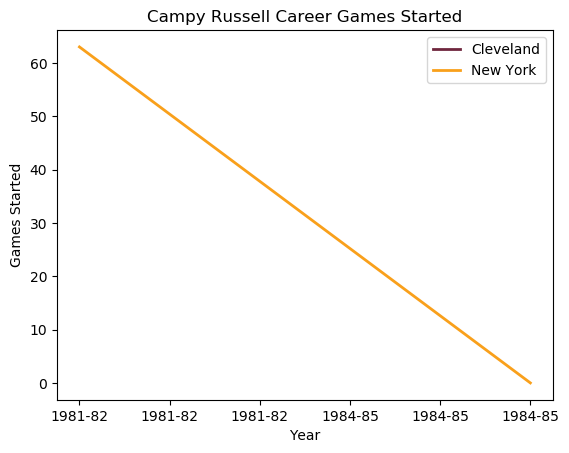 Campy Russell Career Games Started
Cleveland
New York
60
50
40
30
20
10
0
Games Started
1981-82 1981-82 1981-82 1984-85 1984-85 1984-85
Year